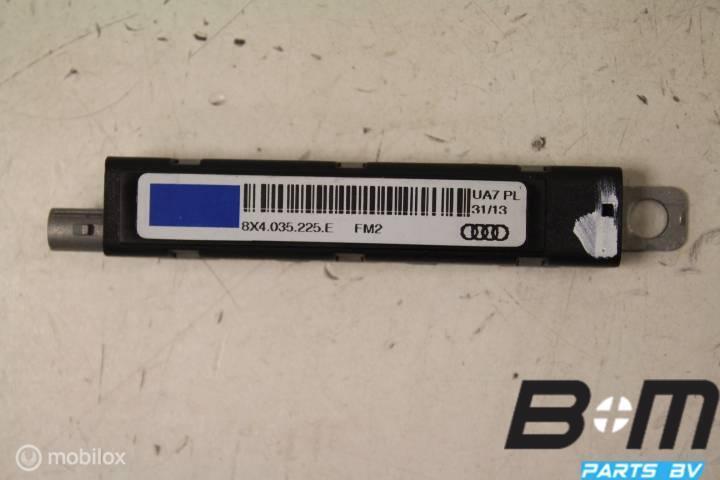 UA7 PL
31/13
8X4.035.225.E FM2
B M
PARTS BV
© mobilox